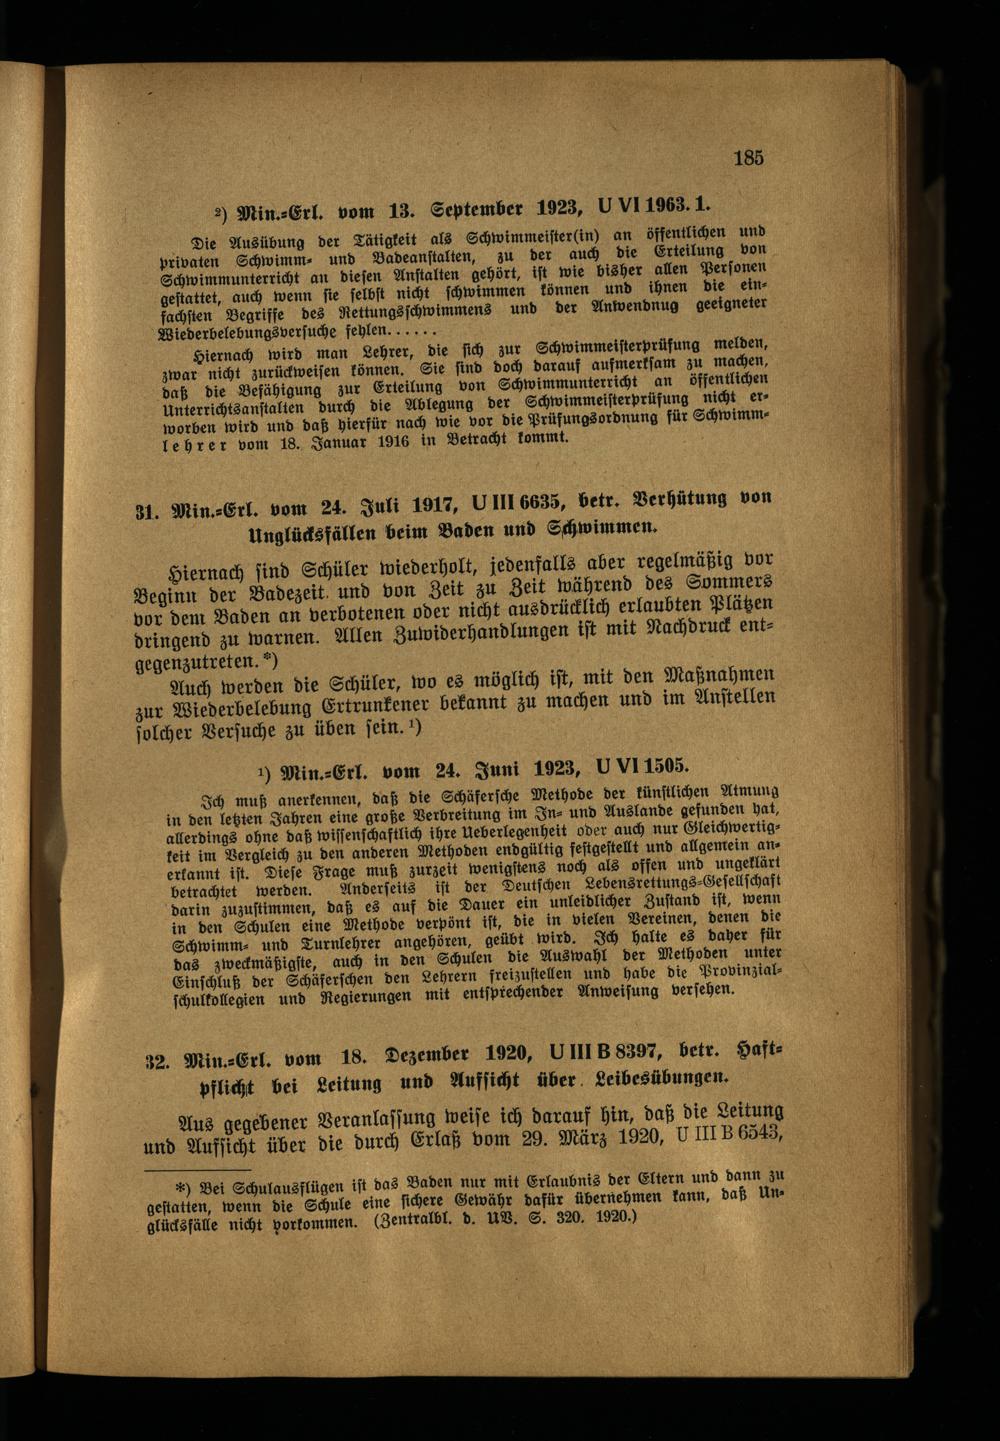 185
²) Min.-Erl. vom 13. September 1923, U VI 1963. 1.
Die Ausübung der Tätigkeit als Schwimmeister(in) an öffentlichen und
privaten Schwimm- und Badeanstalten, zu der auch die Erteilung von
Schwimmunterricht an diesen Anstalten gehört, ist wie bisher allen Personen
gestattet, auch wenn sie selbst nicht schwimmen können und ihnen die ein-
fachsten Begriffe des Rettungsschwimmens und der Anwendnug geeigneter
Wiederbelebungsversuche fehlen......
Hiernach wird man Lehrer, die sich zur Schwimmeisterprüfung melden,
zwar nicht zurückweisen können. Sie sind doch darauf aufmerksam zu machen,
daß die Befähigung zur Erteilung von Schwimmunterricht an öffentlichen
Unterrichtsanstalten durch die Ablegung der Schwimmeisterprüfung nicht er-
worben wird und daß hierfür nach wie vor die Prüfungsordnung für Schwimm-
lehrer vom 18. Januar 1916 in Betracht kommt.
31. Min.-Erl. vom 24. Juli 1917, U III 6635, betr. Verhütung von
Unglücksfällen beim Baden und Schwimmen.
Hiernach sind Schüler wiederholt, jedenfalls aber regelmäßig vor
Beginn der Badezeit und von Zeit zu Zeit während des Sommers
vor dem Baden an verbotenen oder nicht ausdrücklich erlaubten Plätzen
dringend zu warnen. Allen Zuwiderhandlungen ist mit Nachdruck ent-
gegenzutreten.*)
Auch werden die Schüler, wo es möglich ist, mit den Maßnahmen
zur Wiederbelebung Ertrunkener bekannt zu machen und im Anstellen
solcher Versuche zu üben sein.¹)
¹) Min.-Erl. vom 24. Juni 1923, U VI 1505.
Ich muß anerkennen, daß die Schäfersche Methode der künstlichen Atmung
in den letzten Jahren eine große Verbreitung im In- und Auslande gefunden hat,
allerdings ohne daß wissenschaftlich ihre Ueberlegenheit oder auch nur Gleichwertig-
keit im Vergleich zu den anderen Methoden endgültig festgestellt und allgemein an-
erkannt ist. Diese Frage muß zurzeit wenigstens noch als offen und ungeklärt
betrachtet werden. Anderseits ist der Deutschen Lebensrettungs-Gesellschaft
darin zuzustimmen, daß es auf die Dauer ein unleidlicher Zustand ist, wenn
in den Schulen eine Methode verpönt ist, die in vielen Vereinen, denen die
Schwimm- und Turnlehrer angehören, geübt wird. Ich halte es daher für
das zweckmäßigste, auch in den Schulen die Auswahl der Methoden unter
Einschluß der Schäferschen den Lehrern freizustellen und habe die Provinzial-
schulkollegien und Regierungen mit entsprechender Anweisung versehen.
32. Min.-Erl. vom 18. Dezember 1920, U III B 8397, betr. Haft-
pflicht bei Leitung und Aufsicht über Leibesübungen.
Aus gegebener Veranlassung weise ich darauf hin, daß die Leitung
und Aufsicht über die durch Erlaß vom 29. März 1920, U III B 6543,
*) Bei Schulausflügen ist das Baden nur mit Erlaubnis der Eltern und dann zu
gestatten, wenn die Schule eine sichere Gewähr dafür übernehmen kann, daß Un-
glücksfälle nicht vorkommen. (Zentralbl. d. UV. S. 320. 1920.)